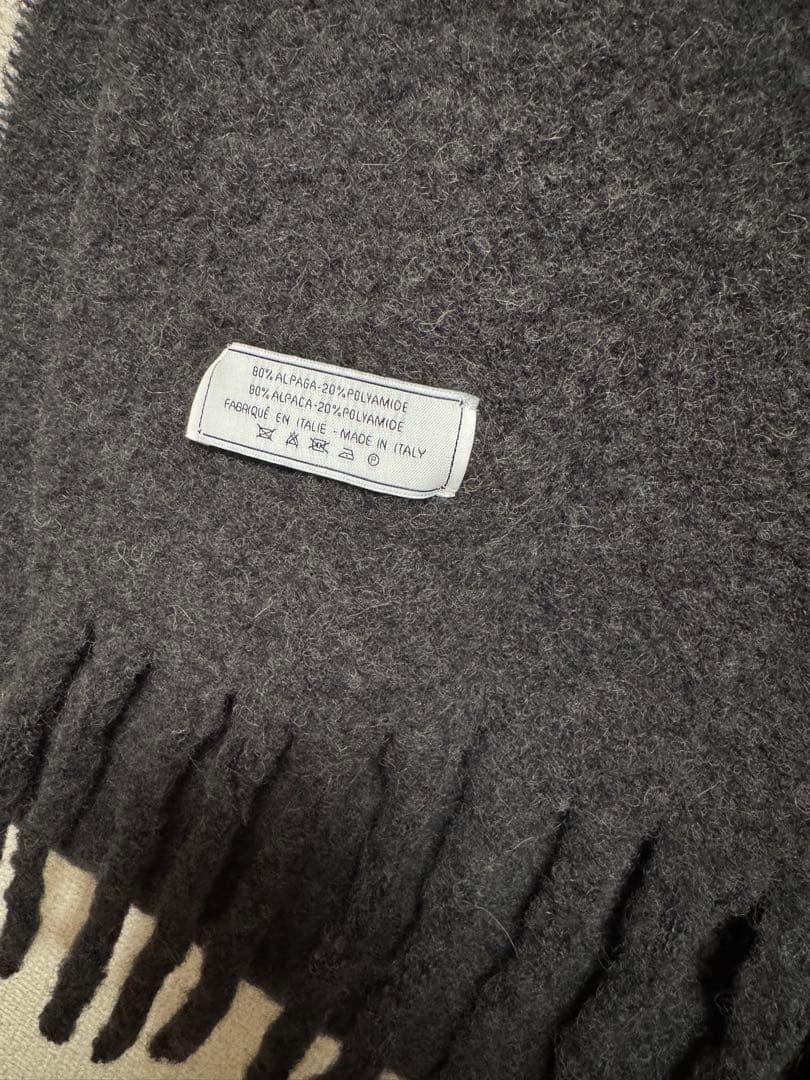 80% ALPAGA-20% POLYAMIDE
80% ALPACA-20% POLYAMIDE
FABRIQUÉ EN ITALIE - MADE IN ITALY